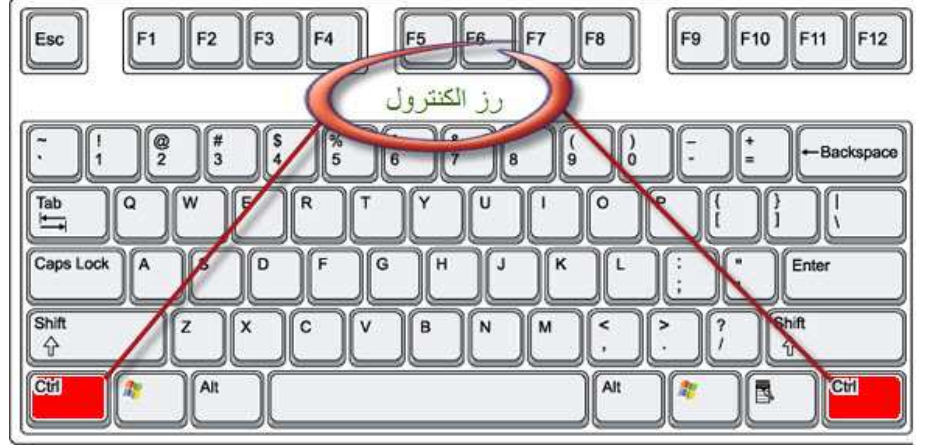 Esc F1 F2 F3 F4 F5 F6 F7 F8 F9 F10 F11 F12
رز الكنترول
~ ! @ # $ % & ( ) – +
` 1 2 3 4 5 6 7 8 9 0 - = ←Backspace
Tab Q W E R T Y U I O P { } |
[ ] \
Caps Lock A S D F G H J K L : " Enter
; '
Shift Z X C V B N M < > ? Shift
, . /
Ctrl Alt Alt Ctrl